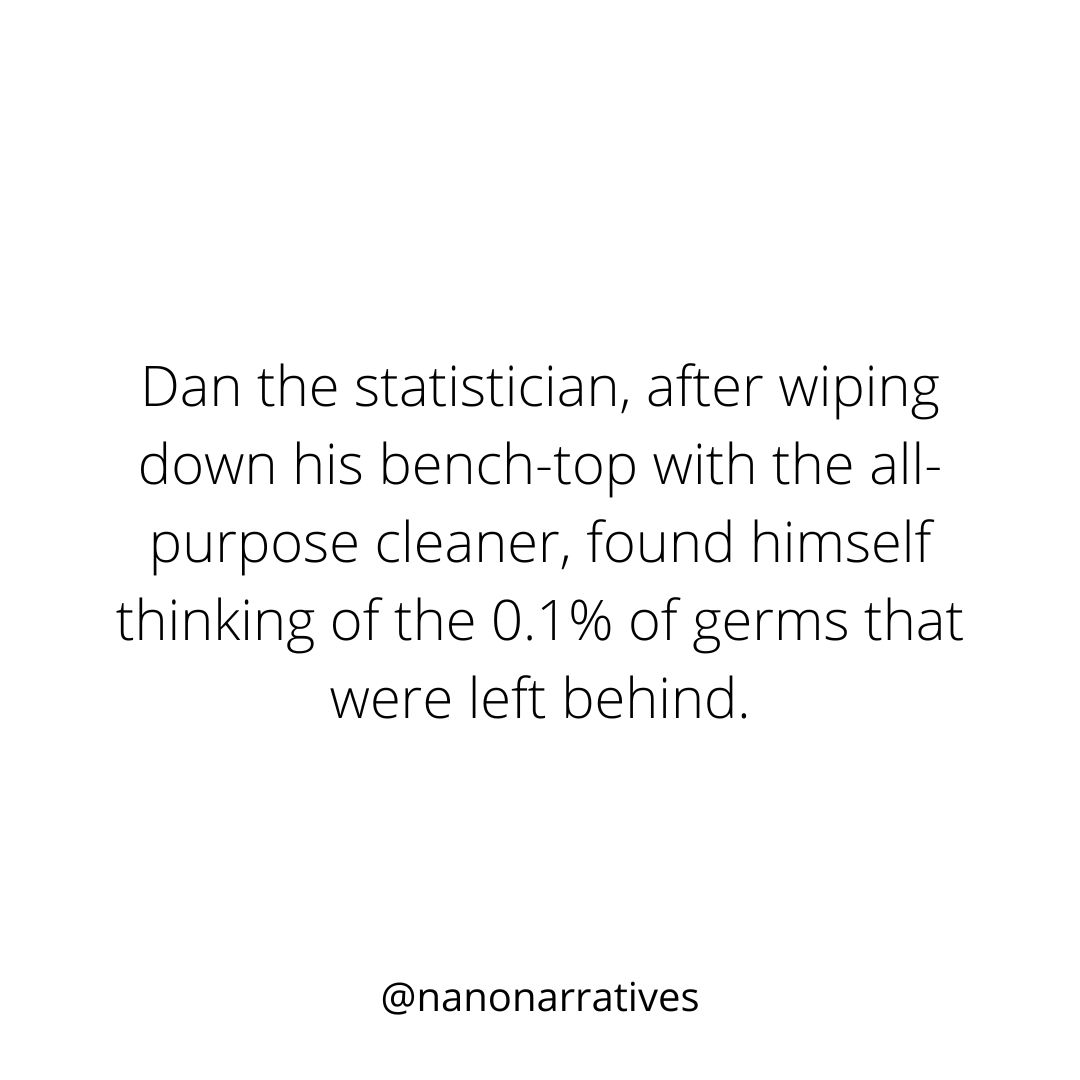 Dan the statistician, after wiping
down his bench-top with the all-
purpose cleaner, found himself
thinking of the 0.1% of germs that
were left behind.
@nanonarratives